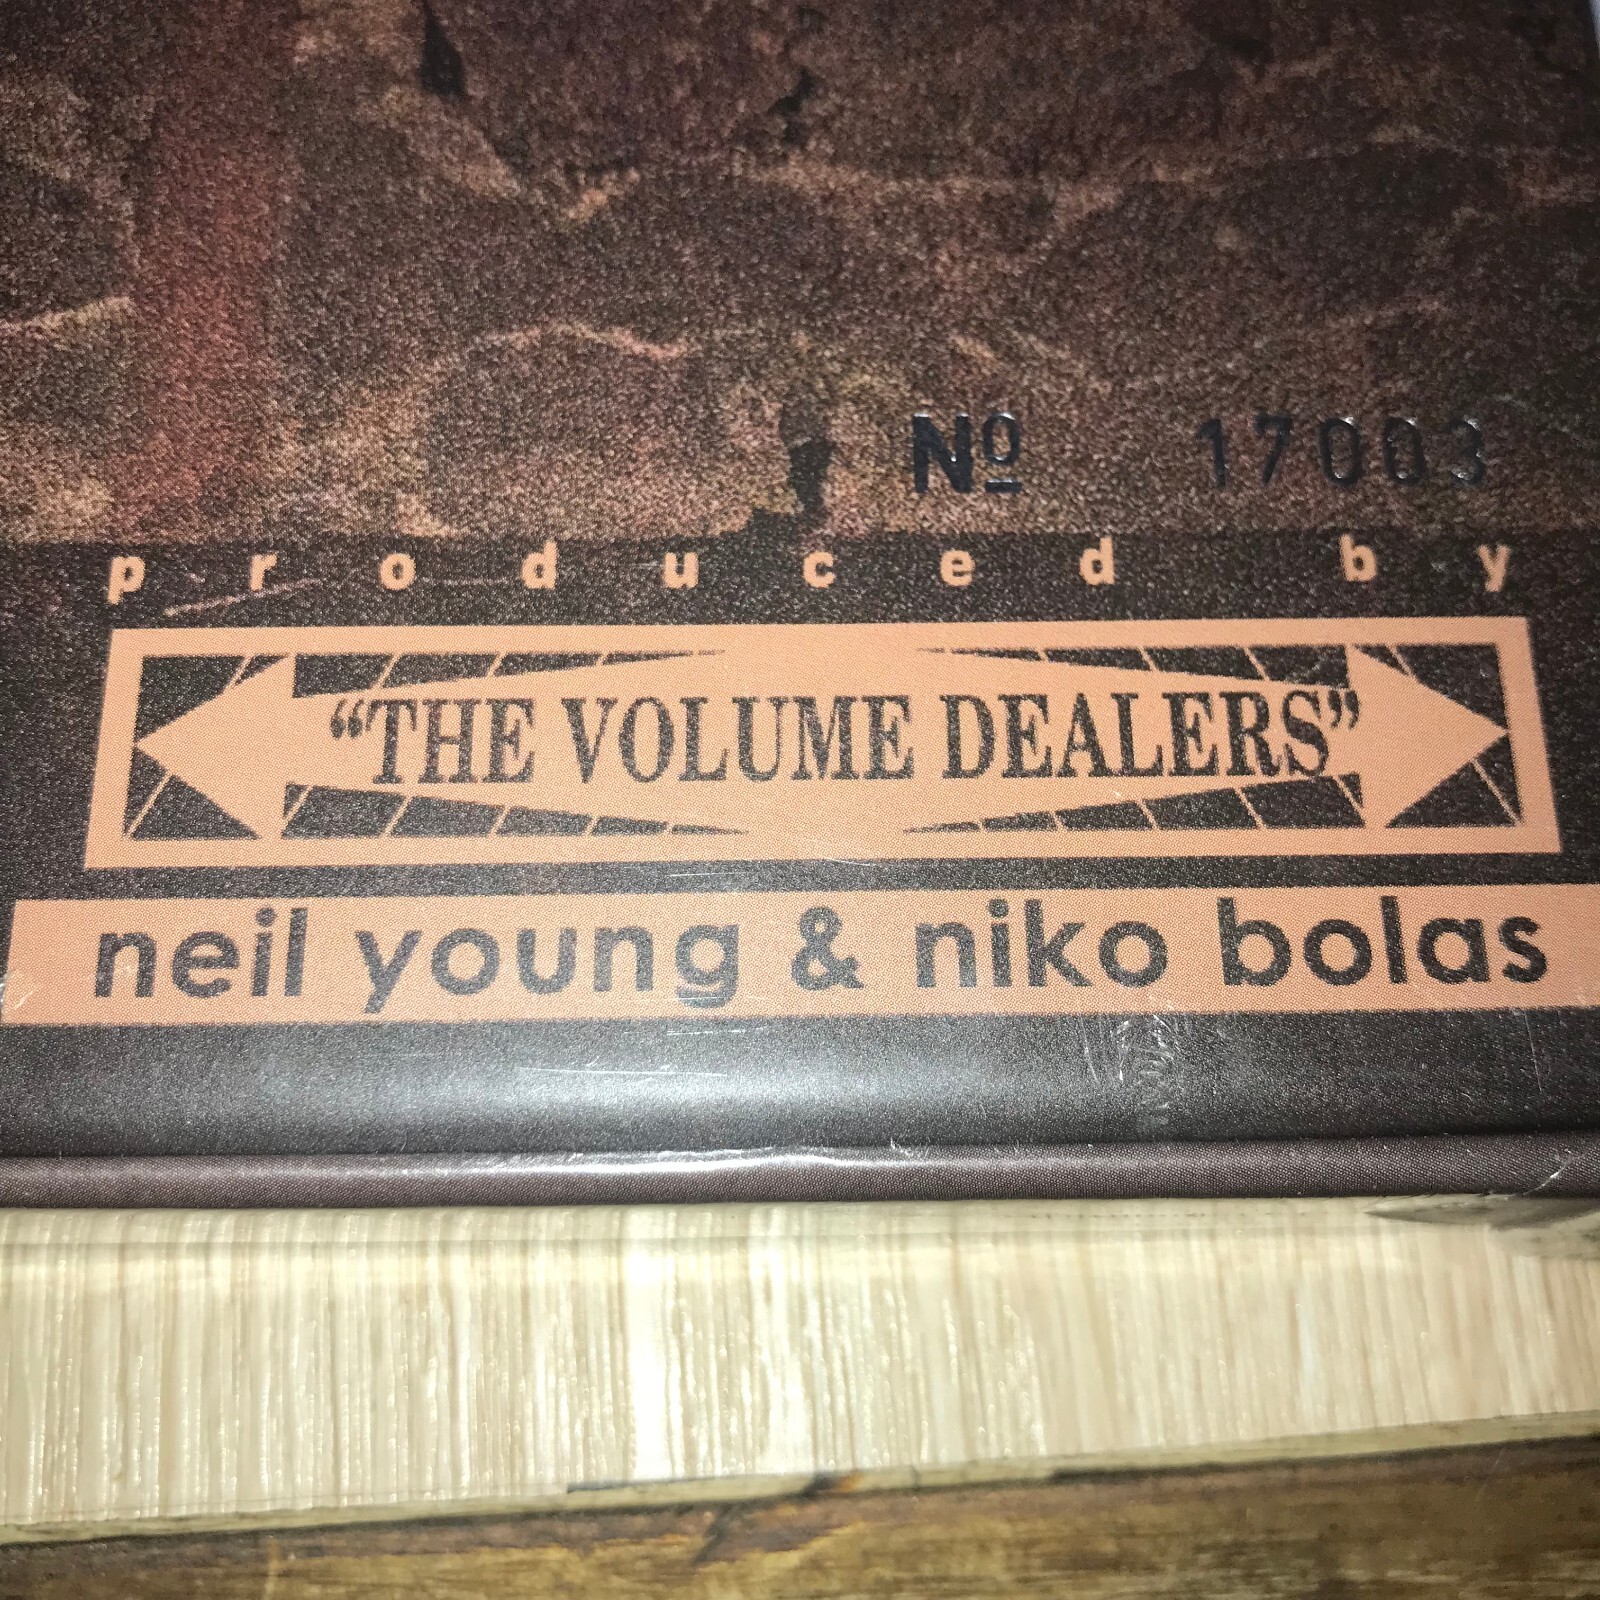 Nº 17003
produced by
“THE VOLUME DEALERS”
neil young & niko bolas